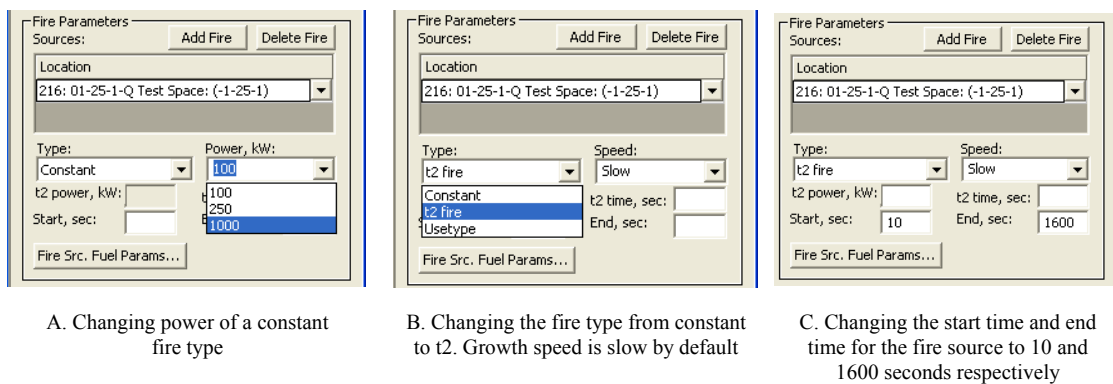 Fire Parameters
Sources: Add Fire Delete Fire
Location
216: 01-25-1-Q Test Space: (-1-25-1)
Type: Power, kW:
Constant 100
t2 power, kW:
100
250
Start, sec:
1000
Fire Src. Fuel Params...
A. Changing power of a constant
fire type
Fire Parameters
Sources: Add Fire Delete Fire
Location
216: 01-25-1-Q Test Space: (-1-25-1)
Type: Speed:
t2 fire Slow
Constant
t2 fire t2 time, sec:
Usetype End, sec:
Fire Src. Fuel Params...
B. Changing the fire type from constant
to t2. Growth speed is slow by default
Fire Parameters
Sources: Add Fire Delete Fire
Location
216: 01-25-1-Q Test Space: (-1-25-1)
Type: Speed:
t2 fire Slow
t2 power, kW: t2 time, sec:
Start, sec: 10 End, sec: 1600
Fire Src. Fuel Params...
C. Changing the start time and end
time for the fire source to 10 and
1600 seconds respectively